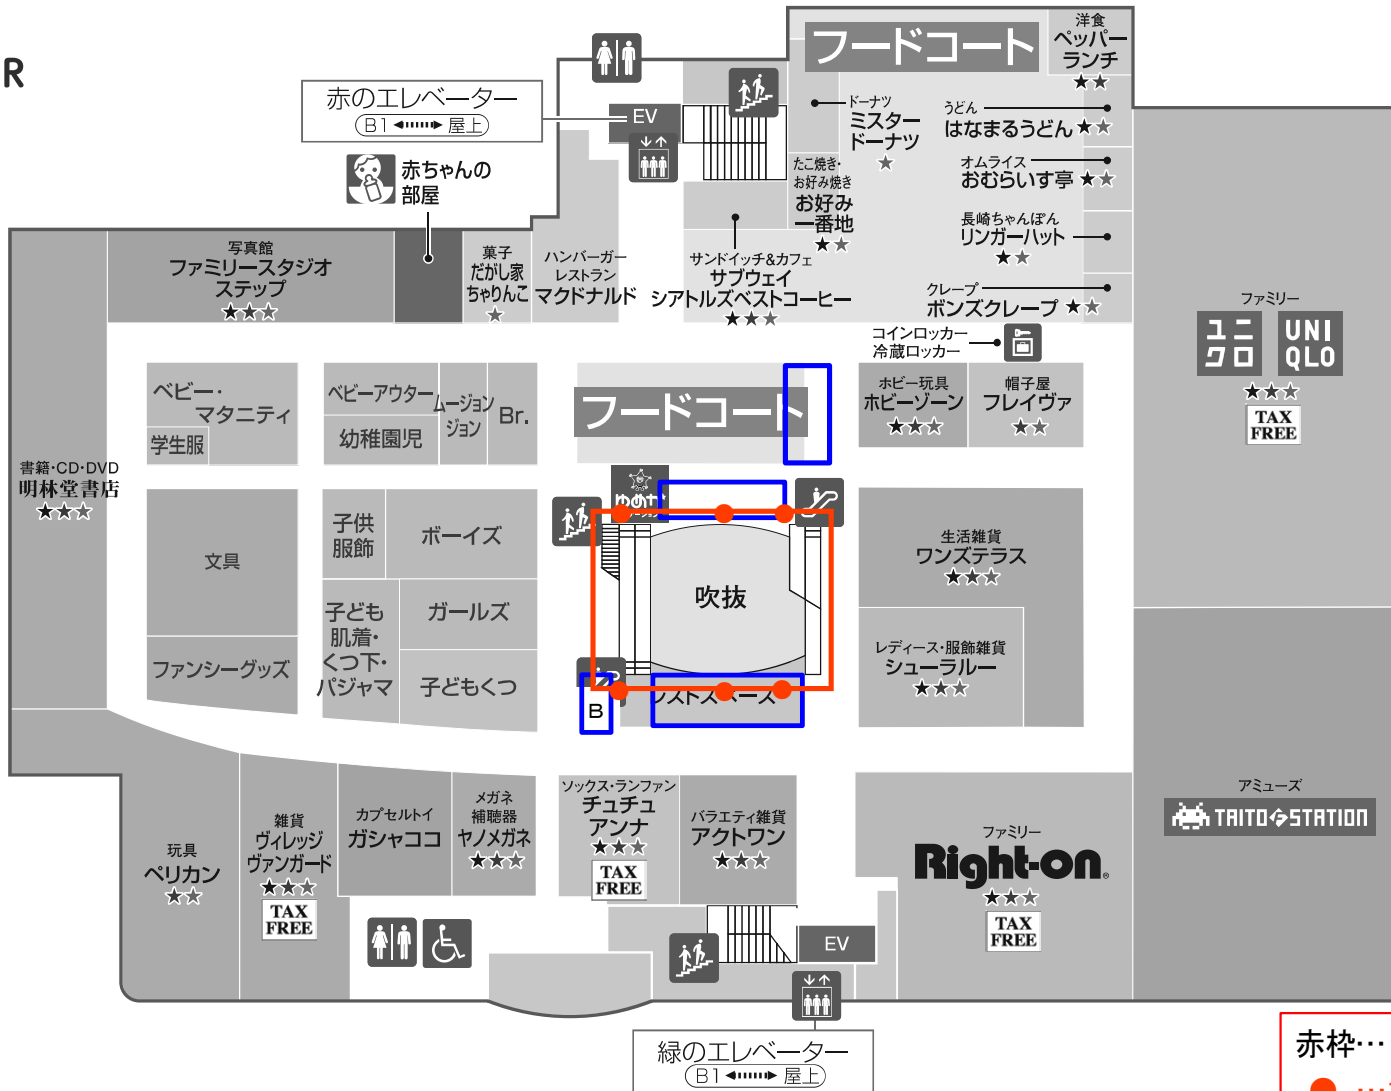 R
フードコート
洋食
ペッパー
ランチ
★★
赤のエレベーター
B1 屋上
EV
赤ちゃんの
部屋
ドーナツ
ミスター
ドーナツ
★
うどん
はなまるうどん★★
オムライス
おむらいす亭★★
たこ焼き・
お好み焼き
お好み
一番地
★★
長崎ちゃんぽん
リンガーハット
★★
写真館
ファミリースタジオ
ステップ
★★★
菓子
だがし家
ちゃりんこ
★
ハンバーガー
レストラン
マクドナルド
サンドイッチ&カフェ
サブウェイ
シアトルズベストコーヒー
★★★
クレープ
ボンズクレープ★★
コインロッカー
冷蔵ロッカー
ファミリー
ユニ
クロ
UNI
QLO
★★★
TAX
FREE
ベビー・
マタニティ
学生服
ベビーアウター
幼稚園児
ムージョン
ジョン
Br.
フードコート
ホビー玩具
ホビーゾーン
★★★
帽子屋
フレイヴァ
★★
書籍・CD・DVD
明林堂書店
★★★
文具
ファンシーグッズ
子供
服飾
ボーイズ
子ども
肌着・
くつ下・
パジャマ
ガールズ
子どもくつ
吹抜
B
生活雑貨
ワンズテラス
★★★
レディース・服飾雑貨
シューラルー
★★★
アミューズ
TAITO STATION
玩具
ペリカン
★★
雑貨
ヴィレッジ
ヴァンガード
★★★
TAX
FREE
カプセルトイ
ガシャココ
メガネ
補聴器
ヤノメガネ
★★★
ソックス・ランファン
チュチュ
アンナ
★★★
TAX
FREE
バラエティ雑貨
アクトワン
★★★
ファミリー
Right-on®
★★★
TAX
FREE
EV
緑のエレベーター
B1 屋上
赤枠…